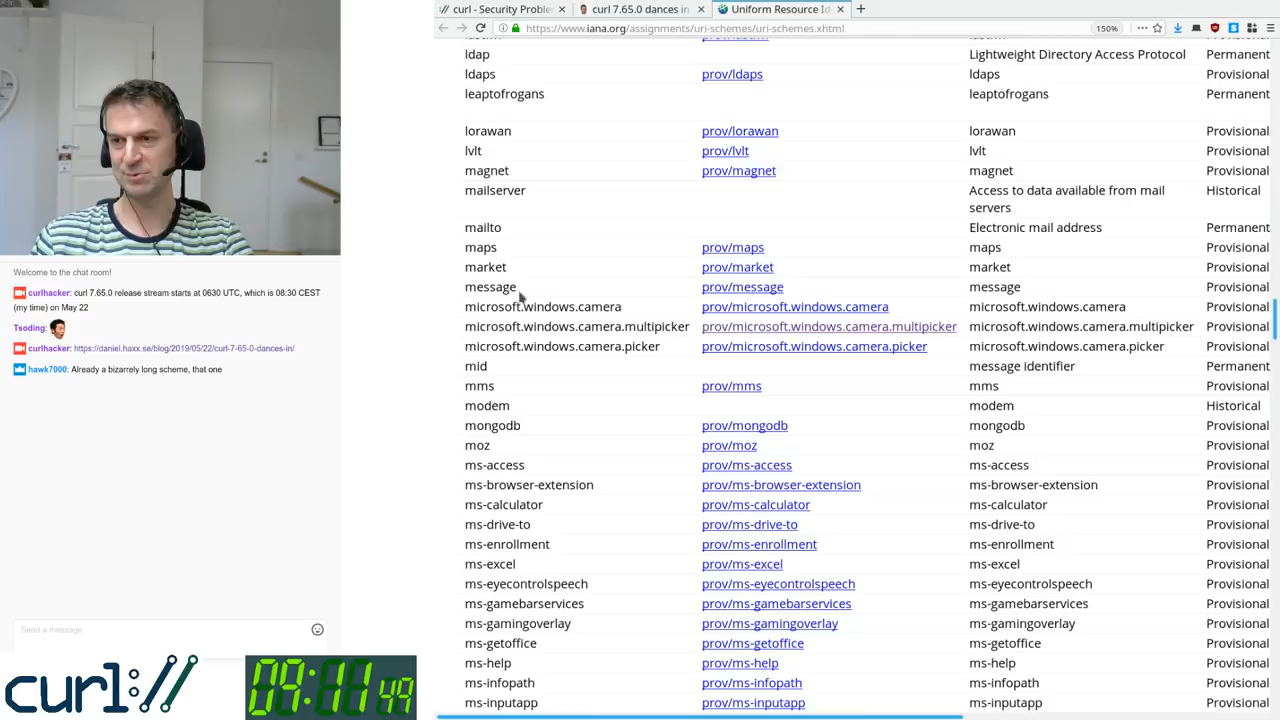 curl - Security Proble
curl 7.65.0 dances in
Uniform Resource Id
https://www.iana.org/assignments/uri-schemes/uri-schemes.xhtml
150%
ldap Lightweight Directory Access Protocol Permanent
ldaps prov/ldaps ldaps Provisional
leaptofrogans leaptofrogans Permanent
lorawan prov/lorawan lorawan Provisional
lvlt prov/lvlt lvlt Provisional
magnet prov/magnet magnet Provisional
mailserver Access to data available from mail Historical
servers
mailto Electronic mail address Permanent
maps prov/maps maps Provisional
market prov/market market Provisional
message prov/message message Provisional
microsoft.windows.camera prov/microsoft.windows.camera microsoft.windows.camera Provisional
microsoft.windows.camera.multipicker prov/microsoft.windows.camera.multipicker microsoft.windows.camera.multipicker Provisional
microsoft.windows.camera.picker prov/microsoft.windows.camera.picker microsoft.windows.camera.picker Provisional
mid message identifier Permanent
mms prov/mms mms Provisional
modem modem Historical
mongodb prov/mongodb mongodb Provisional
moz prov/moz moz Provisional
ms-access prov/ms-access ms-access Provisional
ms-browser-extension prov/ms-browser-extension ms-browser-extension Provisional
ms-calculator prov/ms-calculator ms-calculator Provisional
ms-drive-to prov/ms-drive-to ms-drive-to Provisional
ms-enrollment prov/ms-enrollment ms-enrollment Provisional
ms-excel prov/ms-excel ms-excel Provisional
ms-eyecontrolspeech prov/ms-eyecontrolspeech ms-eyecontrolspeech Provisional
ms-gamebarservices prov/ms-gamebarservices ms-gamebarservices Provisional
ms-gamingoverlay prov/ms-gamingoverlay ms-gamingoverlay Provisional
ms-getoffice prov/ms-getoffice ms-getoffice Provisional
ms-help prov/ms-help ms-help Provisional
ms-infopath prov/ms-infopath ms-infopath Provisional
ms-inputapp prov/ms-inputapp ms-inputapp Provisional
Welcome to the chat room!
curlhacker: curl 7.65.0 release stream starts at 0630 UTC, which is 08:30 CEST
(my time) on May 22
Tsoding:
curlhacker: https://daniel.haxx.se/blog/2019/05/22/curl-7-65-0-dances-in/
hawk7000: Already a bizarrely long scheme, that one
Send a message
curl://
09:11 49